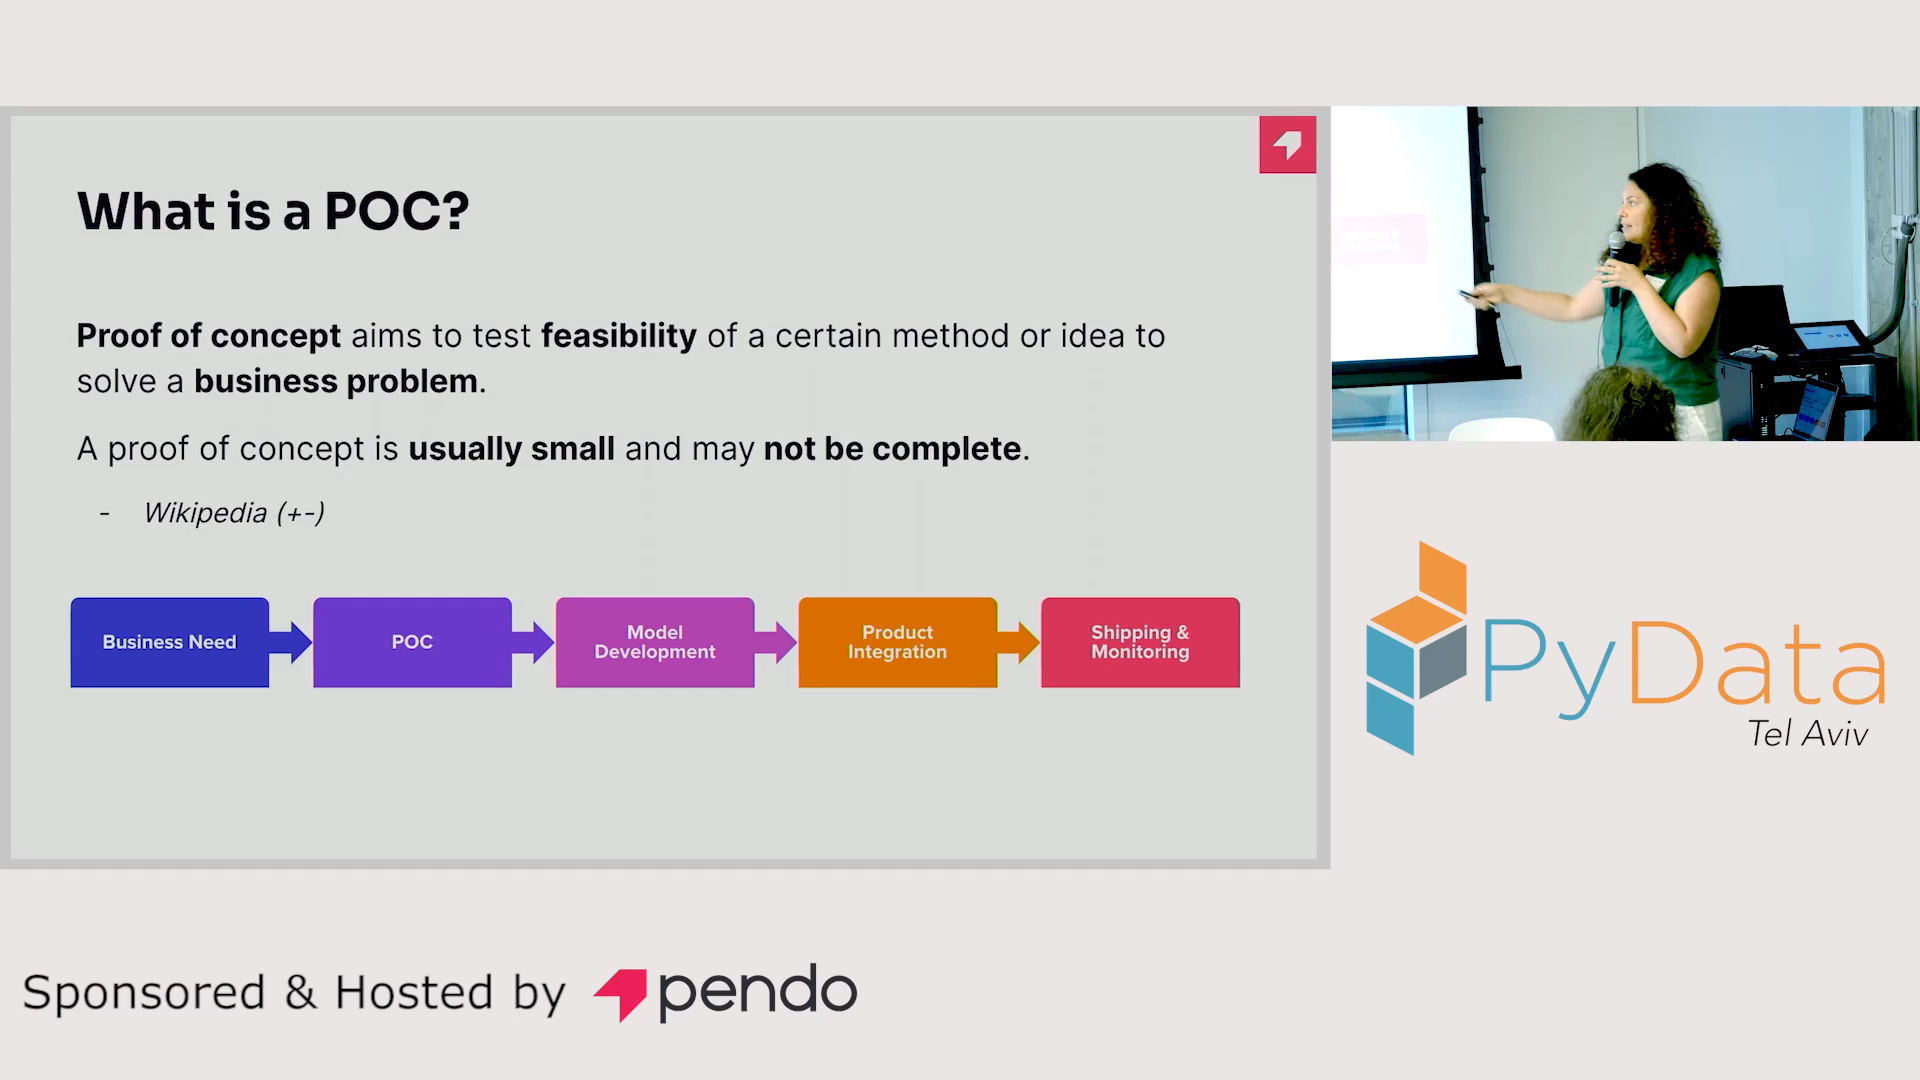 What is a POC?
Proof of concept aims to test feasibility of a certain method or idea to
solve a business problem.
A proof of concept is usually small and may not be complete.
- Wikipedia (+-)
Business Need
POC
Model
Development
Product
Integration
Shipping &
Monitoring
PyData
Tel Aviv
Sponsored & Hosted by pendo